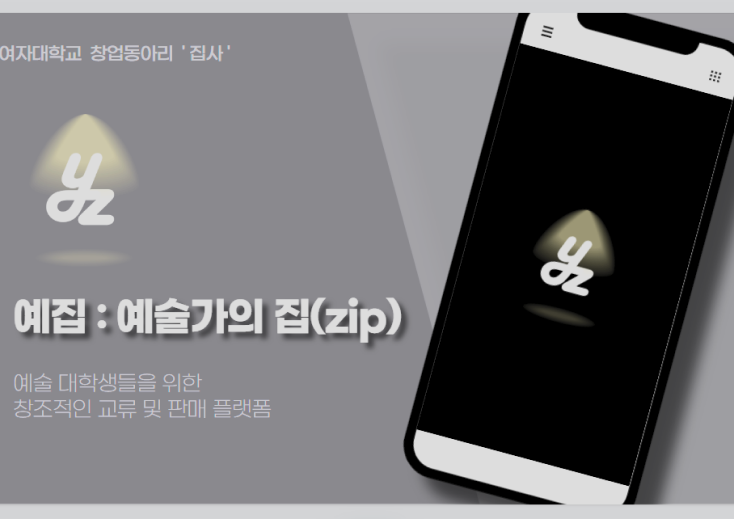 여자대학교 창업동아리 '집사'
yz
예집 : 예술가의 집(zip)
예술 대학생들을 위한
창조적인 교류 및 판매 플랫폼
yz